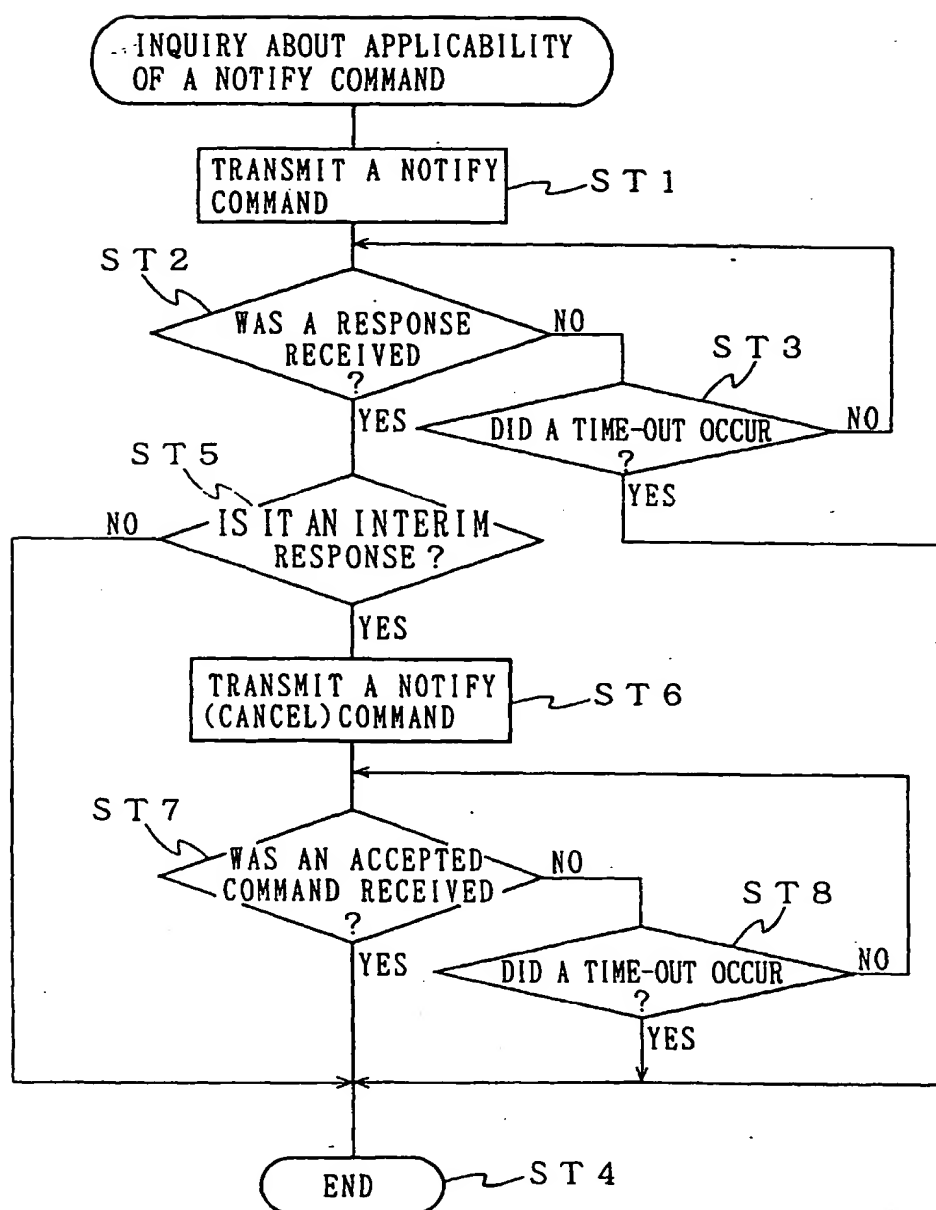 INQUIRY ABOUT APPLICABILITY
OF A NOTIFY COMMAND
TRANSMIT A NOTIFY
COMMAND
ST1
ST2
WAS A RESPONSE
RECEIVED
?
NO
YES
ST3
DID A TIME-OUT OCCUR
?
NO
YES
ST5
IS IT AN INTERIM
RESPONSE ?
NO
YES
TRANSMIT A NOTIFY
(CANCEL) COMMAND
ST6
ST7
WAS AN ACCEPTED
COMMAND RECEIVED
?
NO
YES
ST8
DID A TIME-OUT OCCUR
?
NO
YES
END
ST4